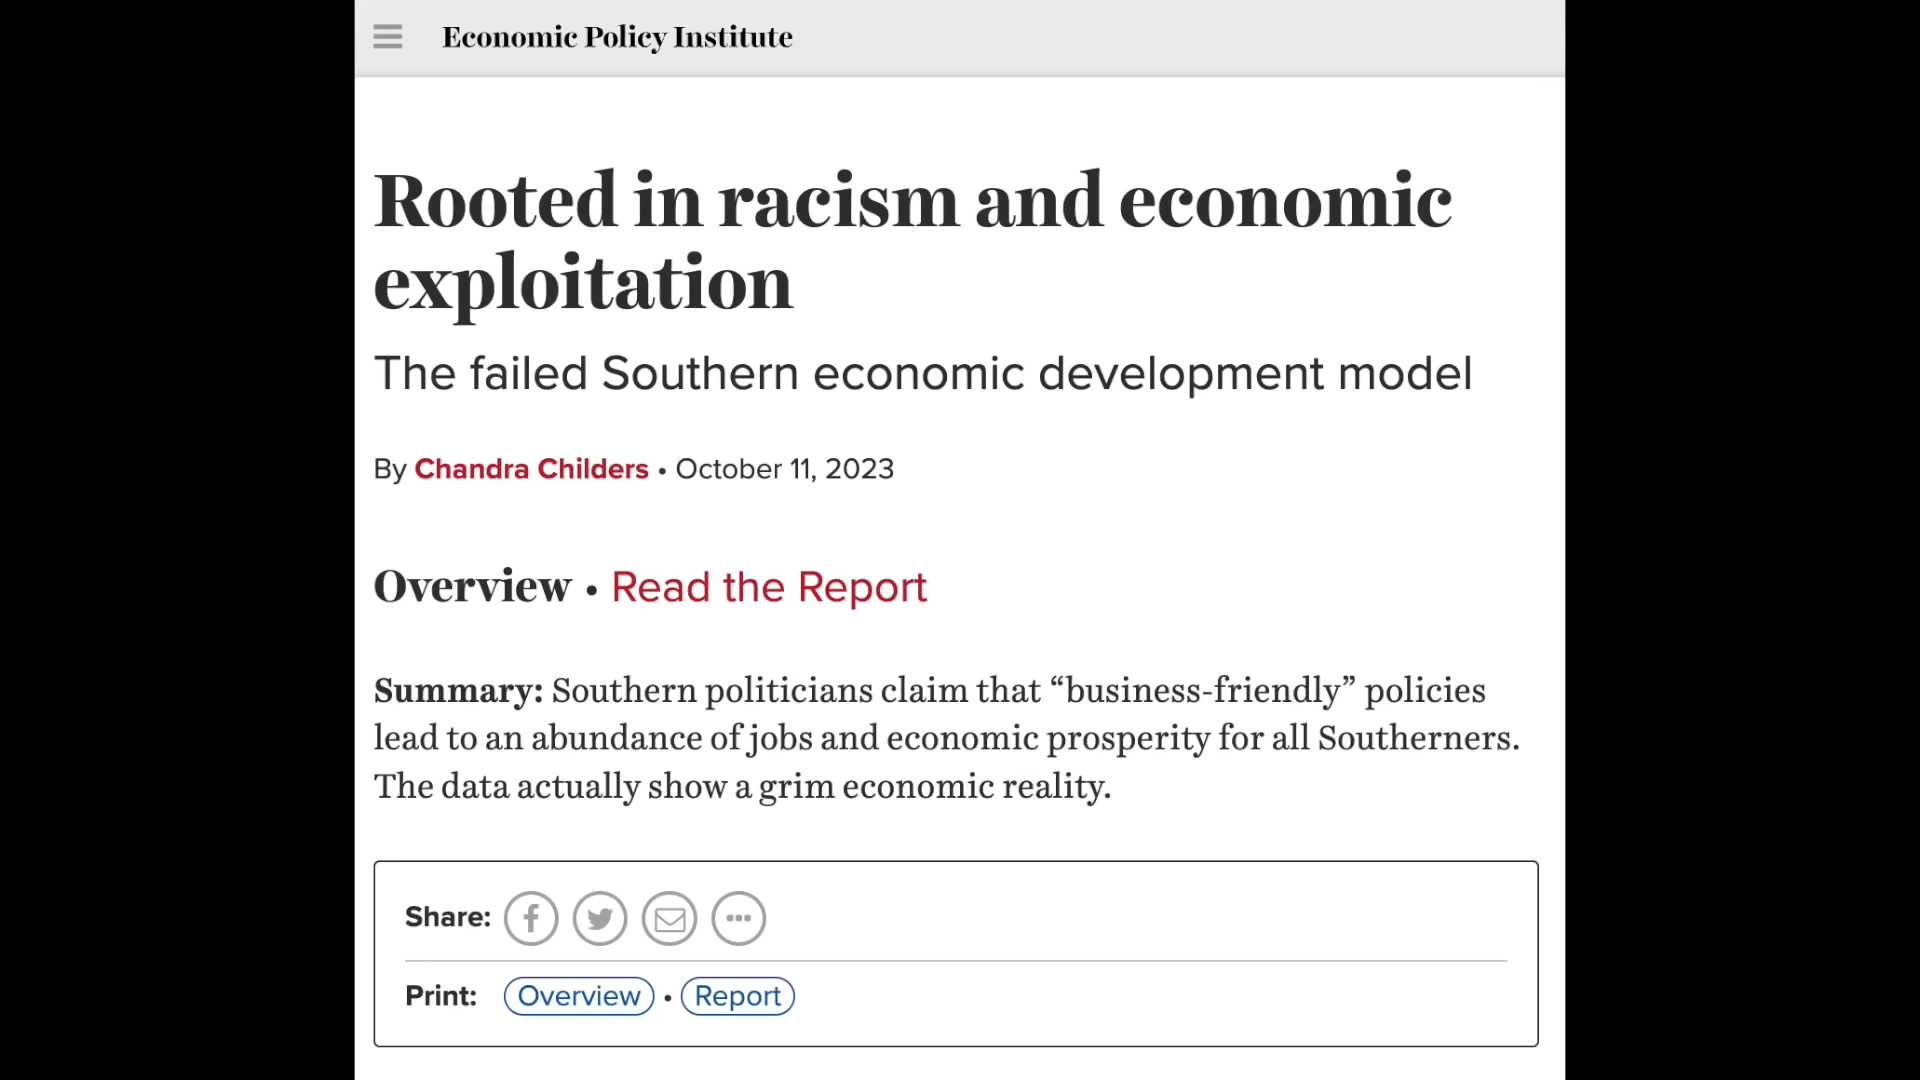 Economic Policy Institute
Rooted in racism and economic
exploitation
The failed Southern economic development model
By Chandra Childers • October 11, 2023
Overview • Read the Report
Summary: Southern politicians claim that “business-friendly” policies
lead to an abundance of jobs and economic prosperity for all Southerners.
The data actually show a grim economic reality.
Share:
Print: Overview • Report